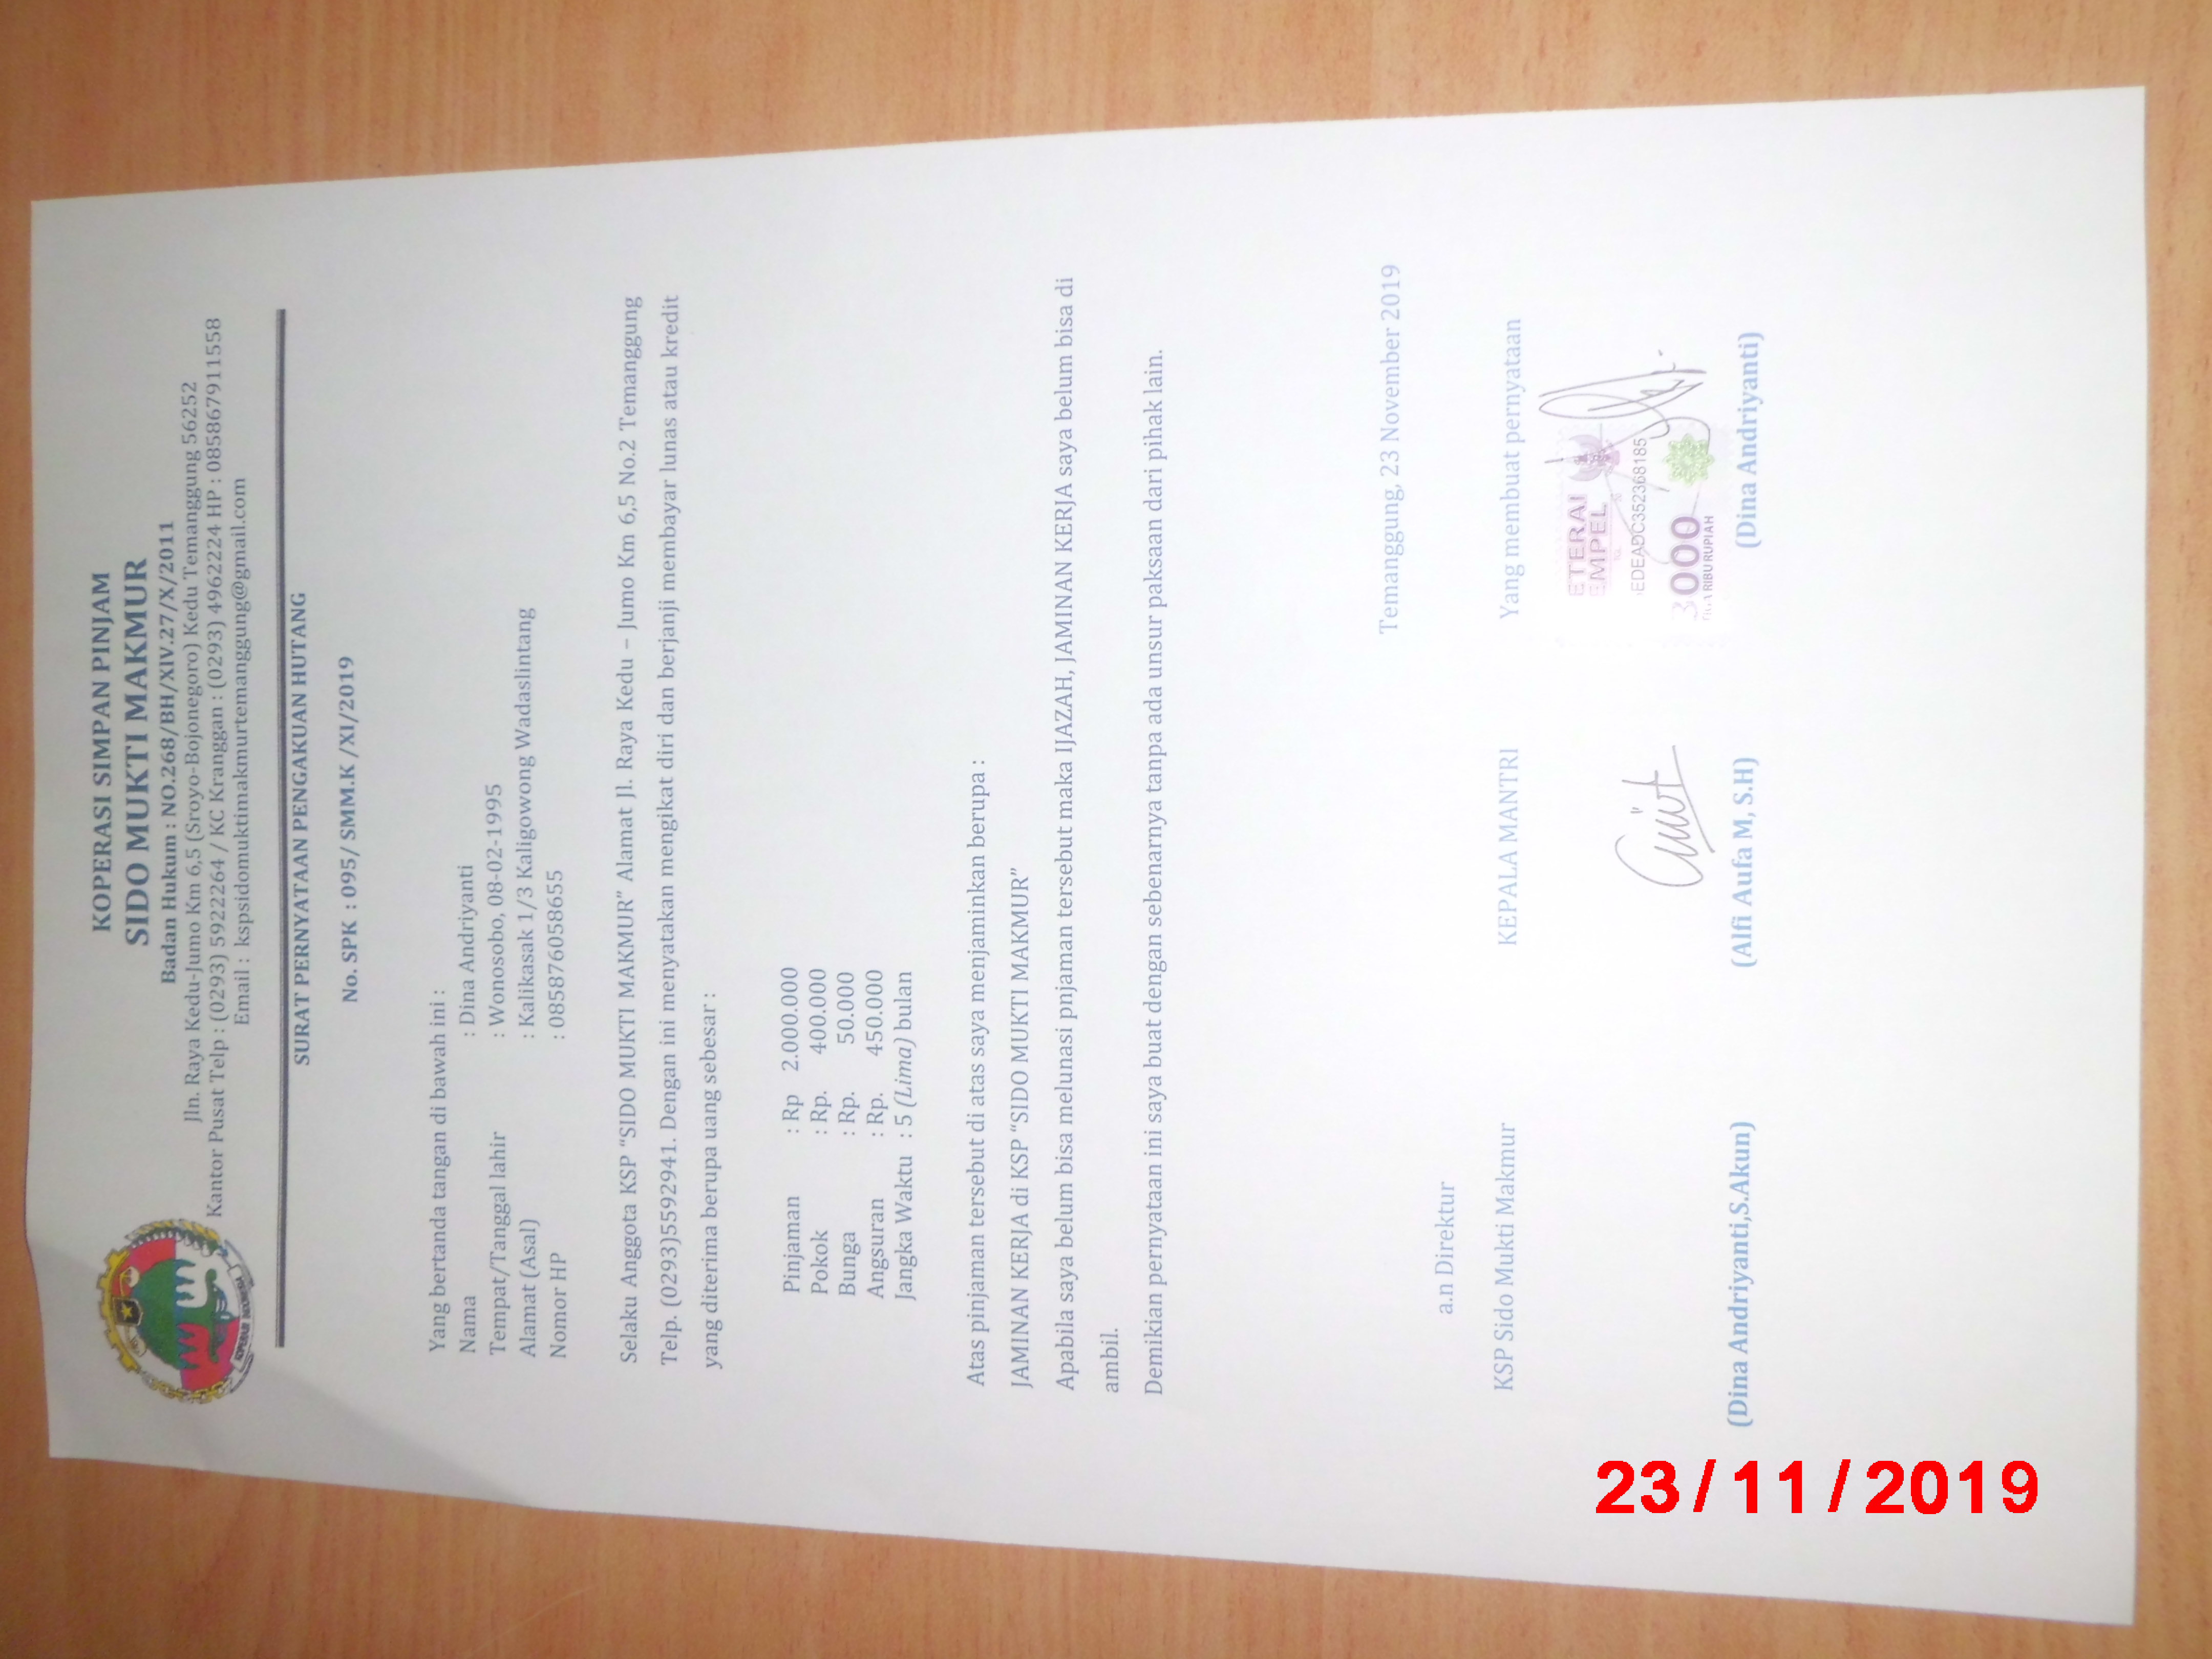 KOPERASI SIMPAN PINJAM
SIDO MUKTI MAKMUR
Badan Hukum : NO.268/BH/XIV.27/X/2011
Jln. Raya Kedu-Jumo Km 6,5 (Sroyo-Bojonegoro) Kedu Temanggung 56252
Kantor Pusat Telp : (0293) 5922264 / KC Kranggan : (0293) 4962224 HP : 085867911558
Email : kspsidomuktimakmurtemanggung@gmail.com
KOPERASI INDONESIA
SURAT PERNYATAAN PENGAKUAN HUTANG
No. SPK : 095/ SMM.K /XI/2019
Yang bertanda tangan di bawah ini :
Nama : Dina Andriyanti
Tempat/Tanggal lahir : Wonosobo, 08-02-1995
Alamat (Asal) : Kalikasak 1/3 Kaligowong Wadaslintang
Nomor HP : 085876058655
Selaku Anggota KSP “SIDO MUKTI MAKMUR” Alamat Jl. Raya Kedu – Jumo Km 6,5 No.2 Temanggung
Telp. (0293)5592941. Dengan ini menyatakan mengikat diri dan berjanji membayar lunas atau kredit
yang diterima berupa uang sebesar :
Pinjaman : Rp 2.000.000
Pokok : Rp. 400.000
Bunga : Rp. 50.000
Angsuran : Rp. 450.000
Jangka Waktu : 5 (Lima) bulan
Atas pinjaman tersebut di atas saya menjaminkan berupa :
JAMINAN KERJA di KSP “SIDO MUKTI MAKMUR”
Apabila saya belum bisa melunasi pnjaman tersebut maka IJAZAH, JAMINAN KERJA saya belum bisa di
ambil.
Demikian pernyataan ini saya buat dengan sebenarnya tanpa ada unsur paksaan dari pihak lain.
Temanggung, 23 November 2019
a.n Direktur
KSP Sido Mukti Makmur KEPALA MANTRI Yang membuat pernyataan
ETERAI
EMPEL
EDEADC352368185
3000
RIBU RUPIAH
(Dina Andriyanti,S.Akun) (Alfi Aufa M, S.H) (Dina Andriyanti)
23/11/2019